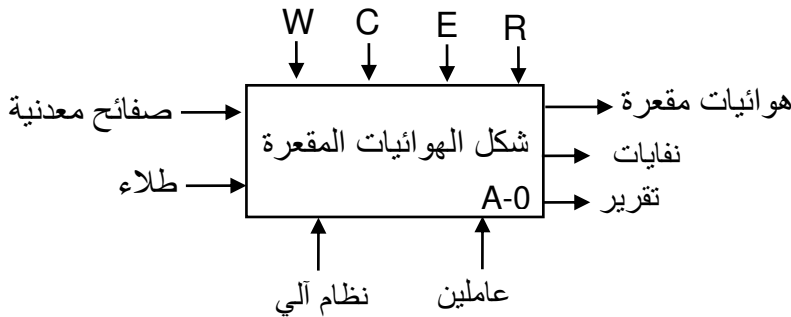 W C E R
صفائح معدنية
طلاء
شكل الهوائيات المقعرة
A-0
هوائيات مقعرة
نفايات
تقرير
نظام آلي
عاملين